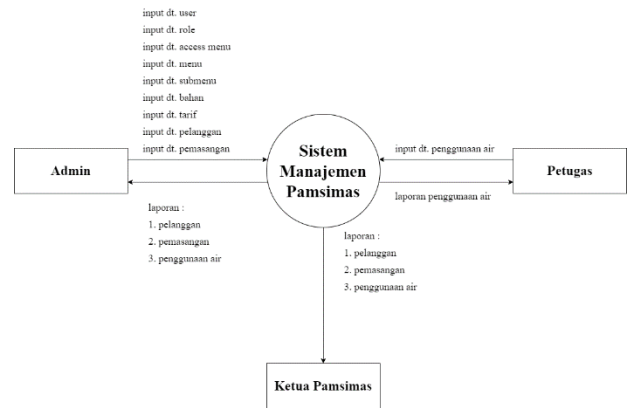 input dt. user
input dt. role
input dt. access menu
input dt. menu
input dt. submenu
input dt. bahan
input dt. tarif
input dt. pelanggan
input dt. pemasangan
Admin
Sistem
Manajemen
Pamsimas
input dt. penggunaan air
Petugas
laporan penggunaan air
laporan :
1. pelanggan
2. pemasangan
3. penggunaan air
laporan :
1. pelanggan
2. pemasangan
3. penggunaan air
Ketua Pamsimas